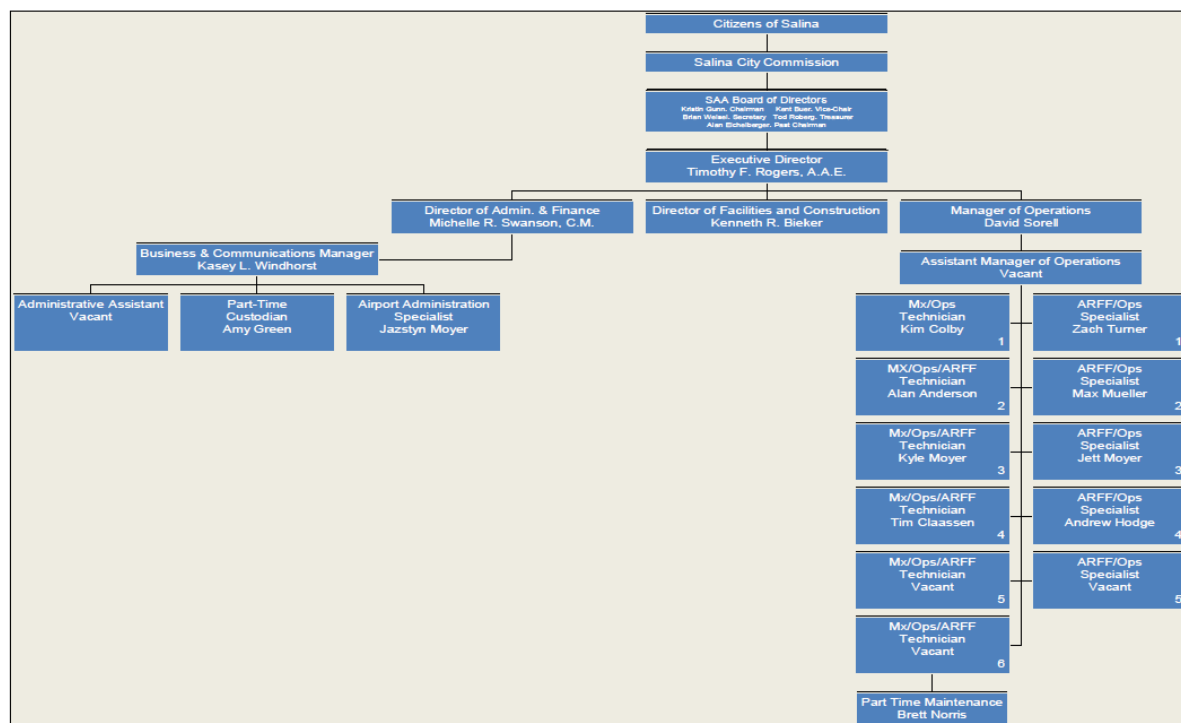 Citizens of Salina
Salina City Commission
SAA Board of Directors
Kristin Gunn, Chairman Kent Buer, Vice-Chair
Brian Weisel, Secretary Tod Roberg, Treasurer
Alan Eichelberger, Past Chairman
Executive Director
Timothy F. Rogers, A.A.E.
Director of Admin. & Finance
Michelle R. Swanson, C.M.
Director of Facilities and Construction
Kenneth R. Bieker
Manager of Operations
David Sorell
Business & Communications Manager
Kasey L. Windhorst
Assistant Manager of Operations
Vacant
Administrative Assistant
Vacant
Part-Time
Custodian
Amy Green
Airport Administration
Specialist
Jazstyn Moyer
Mx/Ops
Technician
Kim Colby
1
ARFF/Ops
Specialist
Zach Turner
1
MX/Ops/ARFF
Technician
Alan Anderson
2
ARFF/Ops
Specialist
Max Mueller
2
Mx/Ops/ARFF
Technician
Kyle Moyer
3
ARFF/Ops
Specialist
Jett Moyer
3
Mx/Ops/ARFF
Technician
Tim Claassen
4
ARFF/Ops
Specialist
Andrew Hodge
4
Mx/Ops/ARFF
Technician
Vacant
5
ARFF/Ops
Specialist
Vacant
5
Mx/Ops/ARFF
Technician
Vacant
6
Part Time Maintenance
Brett Norris